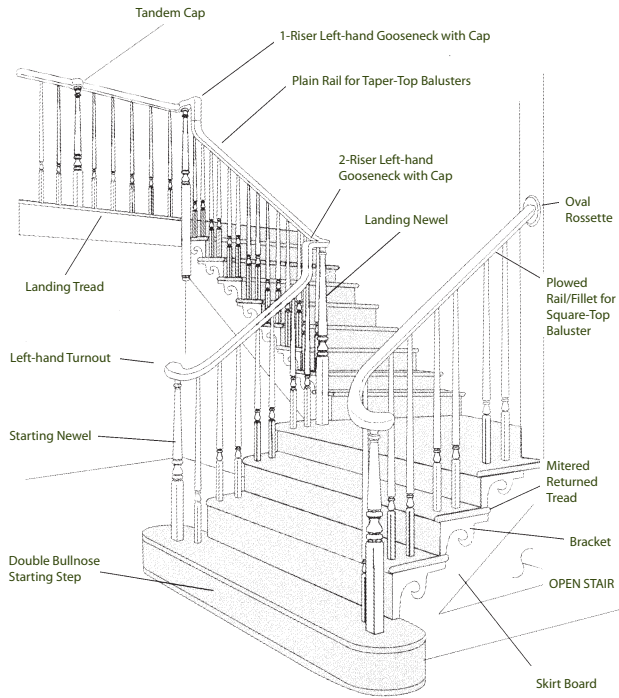 Tandem Cap
1-Riser Left-hand Gooseneck with Cap
Plain Rail for Taper-Top Balusters
2-Riser Left-hand
Gooseneck with Cap
Landing Newel
Oval
Rossette
Landing Tread
Plowed
Rail/Fillet for
Square-Top
Baluster
Left-hand Turnout
Starting Newel
Mitered
Returned
Tread
Bracket
Double Bullnose
Starting Step
OPEN STAIR
Skirt Board